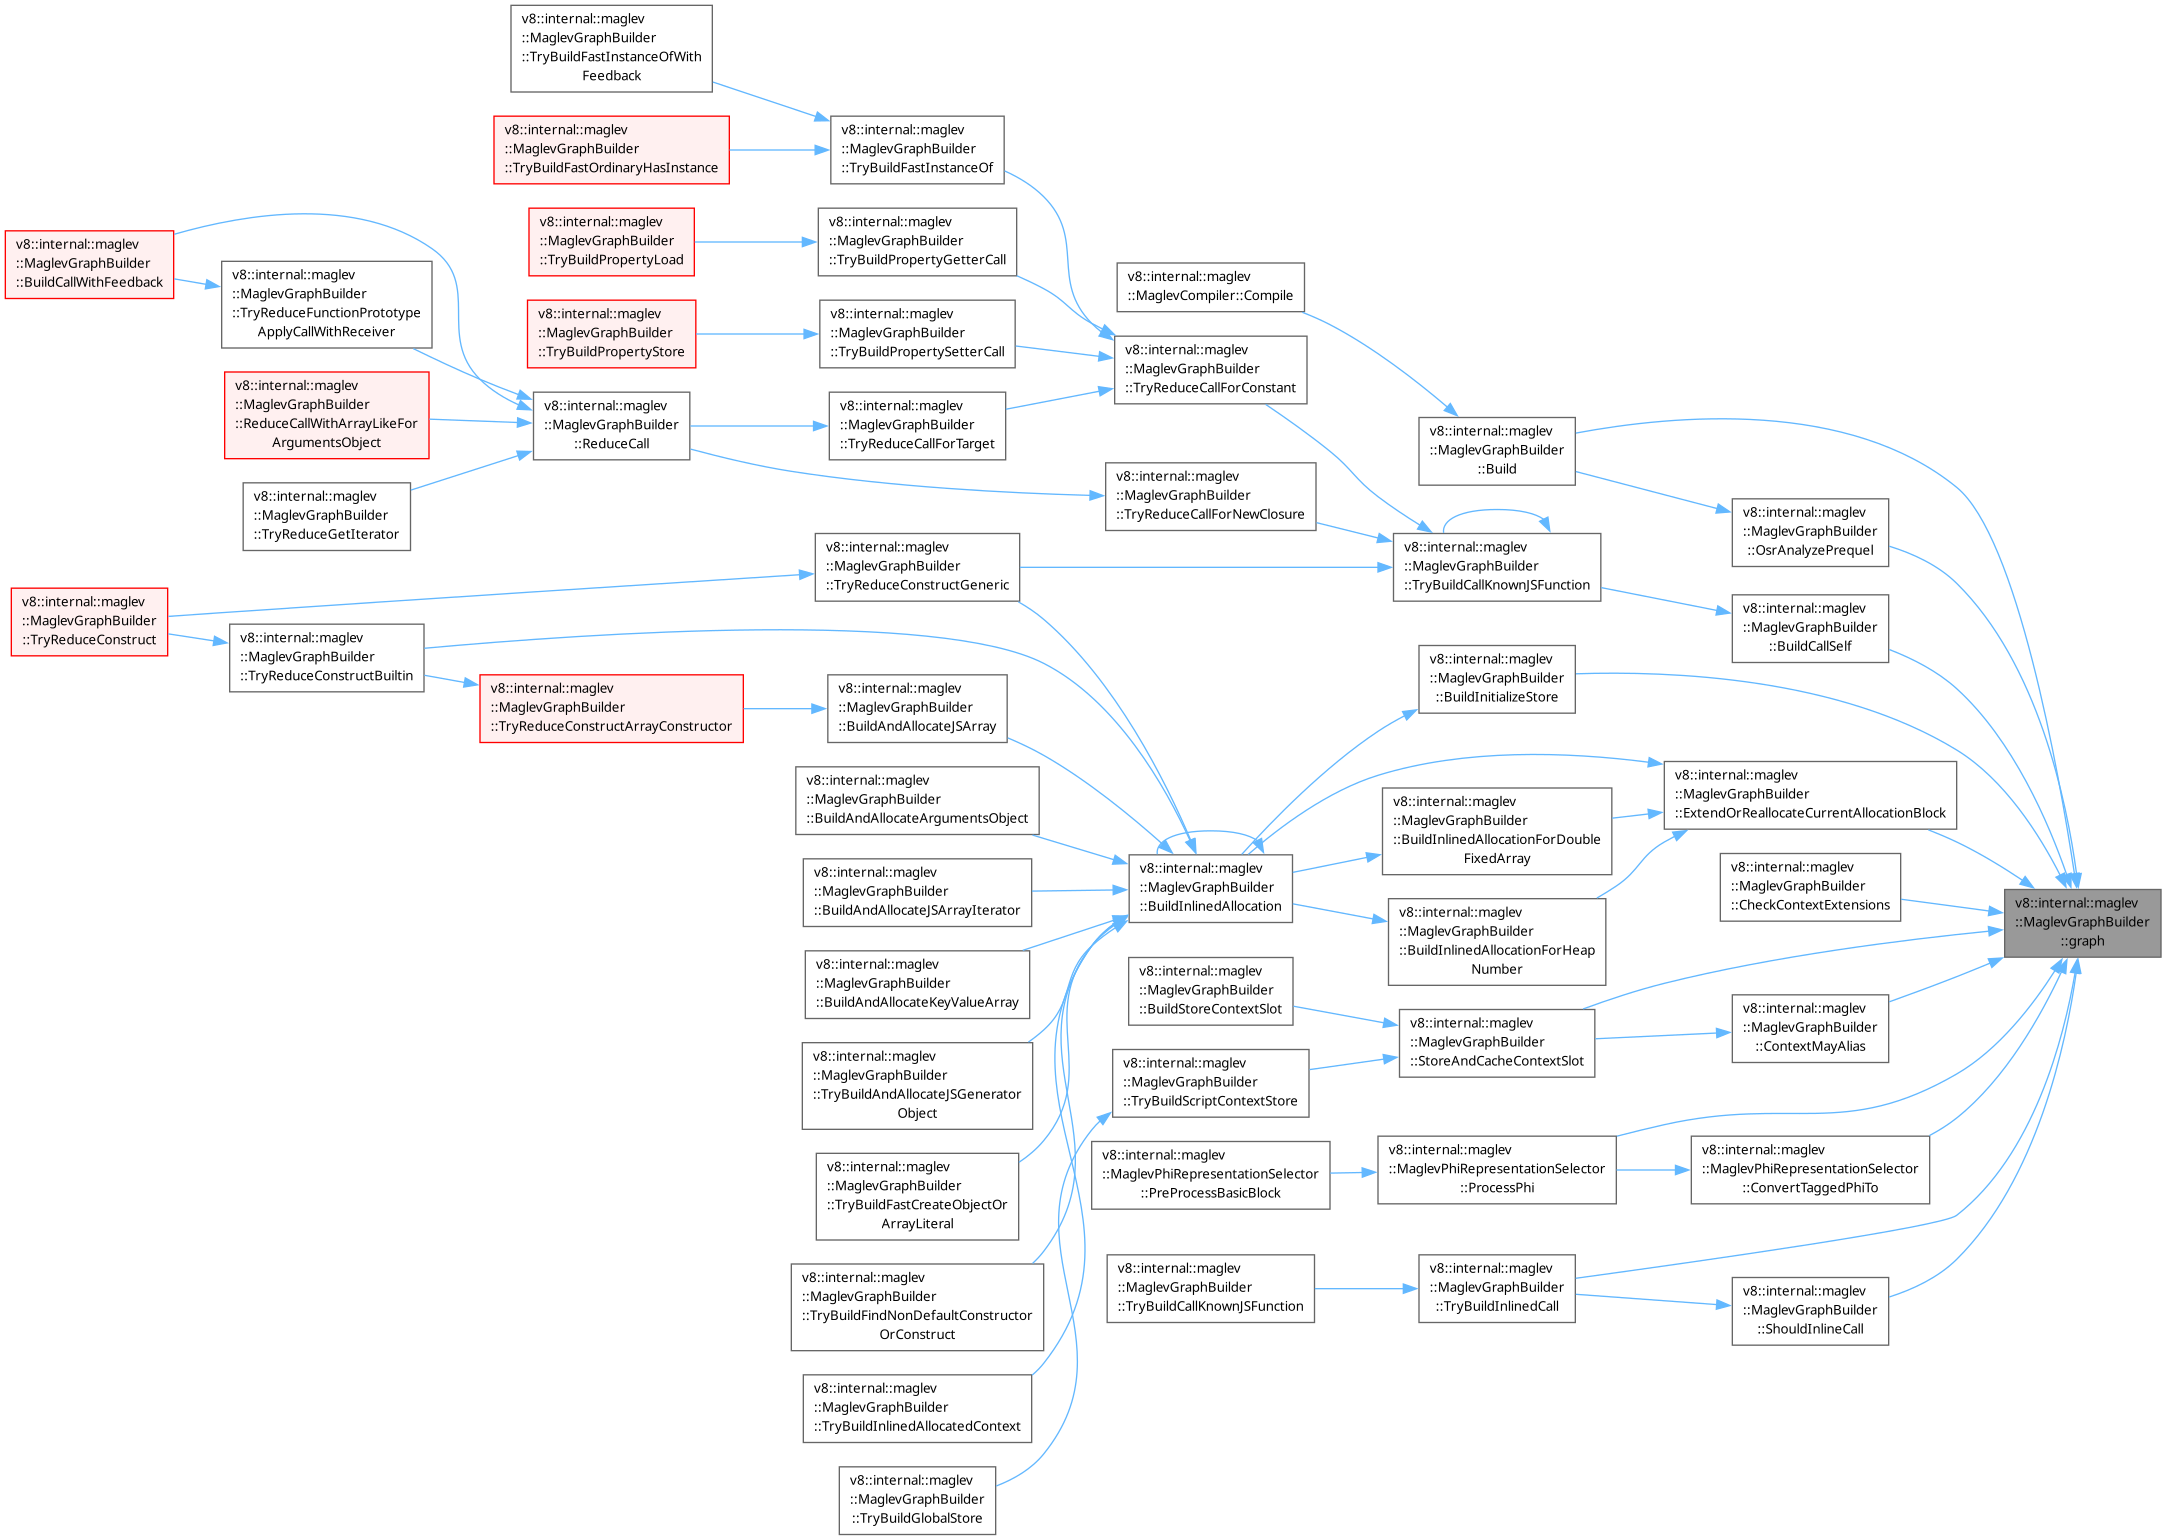 v8::internal::maglev
::MaglevGraphBuilder
::TryBuildFastInstanceOfWith
Feedback
v8::internal::maglev
::MaglevGraphBuilder
::TryBuildFastOrdinaryHasInstance
v8::internal::maglev
::MaglevGraphBuilder
::TryBuildFastInstanceOf
v8::internal::maglev
::MaglevGraphBuilder
::BuildCallWithFeedback
v8::internal::maglev
::MaglevGraphBuilder
::TryReduceFunctionPrototype
ApplyCallWithReceiver
v8::internal::maglev
::MaglevGraphBuilder
::TryBuildPropertyLoad
v8::internal::maglev
::MaglevGraphBuilder
::TryBuildPropertyGetterCall
v8::internal::maglev
::MaglevCompiler::Compile
v8::internal::maglev
::MaglevGraphBuilder
::TryBuildPropertyStore
v8::internal::maglev
::MaglevGraphBuilder
::TryBuildPropertySetterCall
v8::internal::maglev
::MaglevGraphBuilder
::TryReduceCallForConstant
v8::internal::maglev
::MaglevGraphBuilder
::ReduceCallWithArrayLikeFor
ArgumentsObject
v8::internal::maglev
::MaglevGraphBuilder
::ReduceCall
v8::internal::maglev
::MaglevGraphBuilder
::TryReduceCallForTarget
v8::internal::maglev
::MaglevGraphBuilder
::Build
v8::internal::maglev
::MaglevGraphBuilder
::TryReduceGetIterator
v8::internal::maglev
::MaglevGraphBuilder
::TryReduceCallForNewClosure
v8::internal::maglev
::MaglevGraphBuilder
::OsrAnalyzePrequel
v8::internal::maglev
::MaglevGraphBuilder
::TryReduceConstructGeneric
v8::internal::maglev
::MaglevGraphBuilder
::TryBuildCallKnownJSFunction
v8::internal::maglev
::MaglevGraphBuilder
::TryReduceConstruct
v8::internal::maglev
::MaglevGraphBuilder
::TryReduceConstructBuiltin
v8::internal::maglev
::MaglevGraphBuilder
::BuildCallSelf
v8::internal::maglev
::MaglevGraphBuilder
::TryReduceConstructArrayConstructor
v8::internal::maglev
::MaglevGraphBuilder
::BuildAndAllocateJSArray
v8::internal::maglev
::MaglevGraphBuilder
::BuildInitializeStore
v8::internal::maglev
::MaglevGraphBuilder
::BuildAndAllocateArgumentsObject
v8::internal::maglev
::MaglevGraphBuilder
::BuildInlinedAllocationForDouble
FixedArray
v8::internal::maglev
::MaglevGraphBuilder
::ExtendOrReallocateCurrentAllocationBlock
v8::internal::maglev
::MaglevGraphBuilder
::BuildAndAllocateJSArrayIterator
v8::internal::maglev
::MaglevGraphBuilder
::BuildInlinedAllocation
v8::internal::maglev
::MaglevGraphBuilder
::CheckContextExtensions
v8::internal::maglev
::MaglevGraphBuilder
::graph
v8::internal::maglev
::MaglevGraphBuilder
::BuildInlinedAllocationForHeap
Number
v8::internal::maglev
::MaglevGraphBuilder
::BuildAndAllocateKeyValueArray
v8::internal::maglev
::MaglevGraphBuilder
::BuildStoreContextSlot
v8::internal::maglev
::MaglevGraphBuilder
::StoreAndCacheContextSlot
v8::internal::maglev
::MaglevGraphBuilder
::ContextMayAlias
v8::internal::maglev
::MaglevGraphBuilder
::TryBuildAndAllocateJSGenerator
Object
v8::internal::maglev
::MaglevGraphBuilder
::TryBuildScriptContextStore
v8::internal::maglev
::MaglevGraphBuilder
::TryBuildFastCreateObjectOr
ArrayLiteral
v8::internal::maglev
::MaglevPhiRepresentationSelector
::PreProcessBasicBlock
v8::internal::maglev
::MaglevPhiRepresentationSelector
::ProcessPhi
v8::internal::maglev
::MaglevPhiRepresentationSelector
::ConvertTaggedPhiTo
v8::internal::maglev
::MaglevGraphBuilder
::TryBuildFindNonDefaultConstructor
OrConstruct
v8::internal::maglev
::MaglevGraphBuilder
::TryBuildCallKnownJSFunction
v8::internal::maglev
::MaglevGraphBuilder
::TryBuildInlinedCall
v8::internal::maglev
::MaglevGraphBuilder
::ShouldInlineCall
v8::internal::maglev
::MaglevGraphBuilder
::TryBuildInlinedAllocatedContext
v8::internal::maglev
::MaglevGraphBuilder
::TryBuildGlobalStore